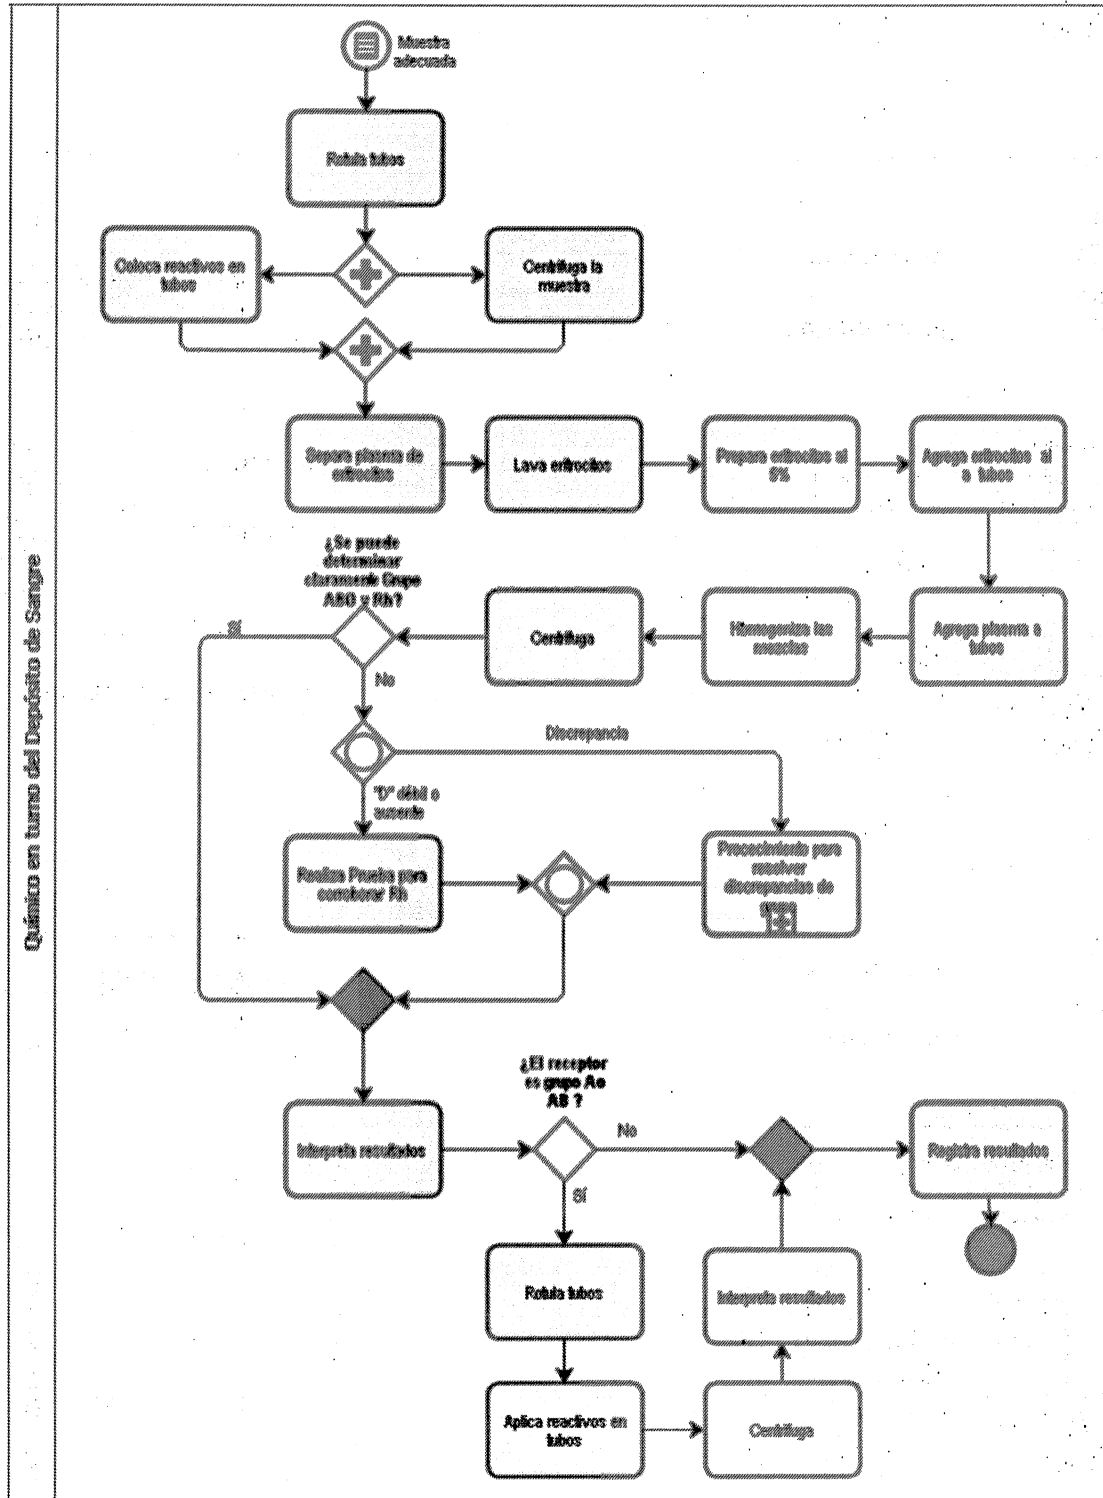 Químico en turno del Depósito de Sangre
Muestra
adecuada
Rotula tubos
Coloca reactivos en
tubos
Centrifuga la
muestra
Separa plasma de
eritrocitos
Lava eritrocitos
Prepara eritrocitos al
5%
Agrega eritrocitos al
a tubos
¿Se puede
determinar
claramente Grupo
ABO y Rh?
Sí
No
Centrifuga
Homogeniza las
mezclas
Agrega plasma a
tubos
Discrepancia
"D" débil o
ausente
Realiza Prueba para
corroborar Rh
Procecimiento para
resolver
discrepancias de
grupo
¿El receptor
es grupo Ao
AB ?
No
Sí
Interpreta resultados
Registra resultados
Rotula tubos
Interpreta resultados
Aplica reactivos en
tubos
Centrifuga